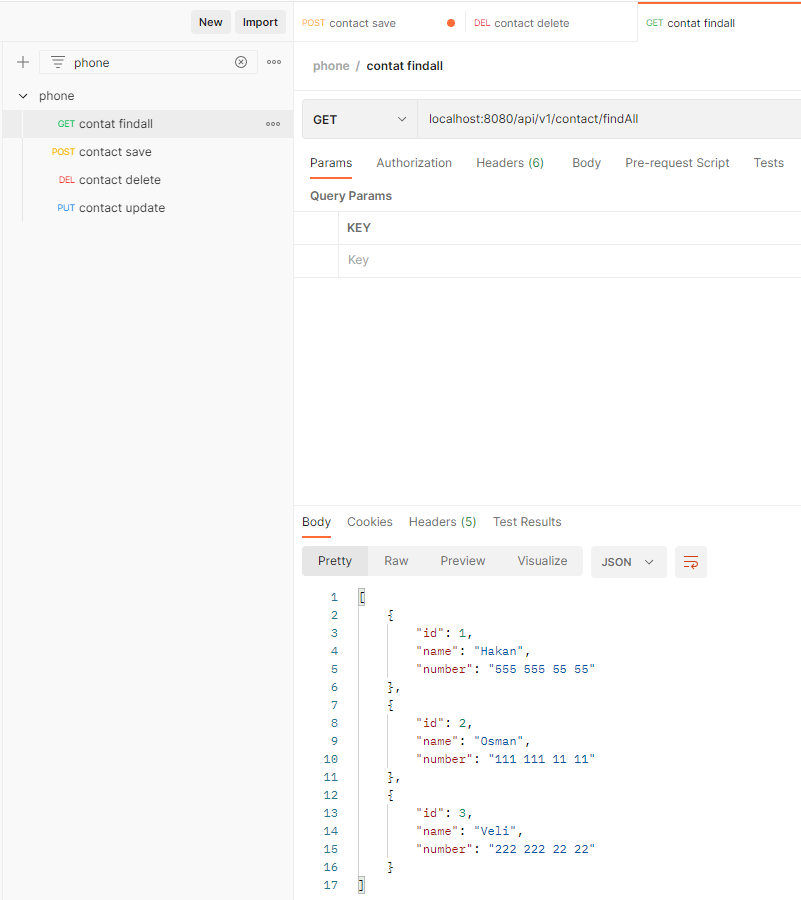 New Import
POST contact save DEL contact delete GET contat findall
phone
phone / contat findall
phone
GET contat findall
POST contact save
DEL contact delete
PUT contact update
GET localhost:8080/api/v1/contact/findAll
Params Authorization Headers (6) Body Pre-request Script Tests
Query Params
KEY
Key
Body Cookies Headers (5) Test Results
Pretty Raw Preview Visualize JSON
1 [
2 {
3 "id": 1,
4 "name": "Hakan",
5 "number": "555 555 55 55"
6 },
7 {
8 "id": 2,
9 "name": "Osman",
10 "number": "111 111 11 11"
11 },
12 {
13 "id": 3,
14 "name": "Veli",
15 "number": "222 222 22 22"
16 }
17 ]